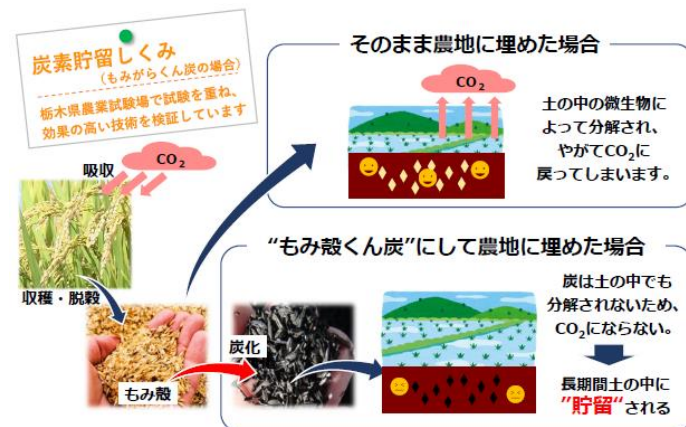 炭素貯留しくみ
（もみがらくん炭の場合）
栃木県農業試験場で試験を重ね、
効果の高い技術を検証しています
吸収
CO₂
収穫・脱穀
もみ殻
炭化
そのまま農地に埋めた場合
CO₂
土の中の微生物に
よって分解され、
やがてCO₂に
戻ってしまいます。
“もみ殻くん炭”にして農地に埋めた場合
炭は土の中でも
分解されないため、
CO₂にならない。
長期間土の中に
”貯留“される